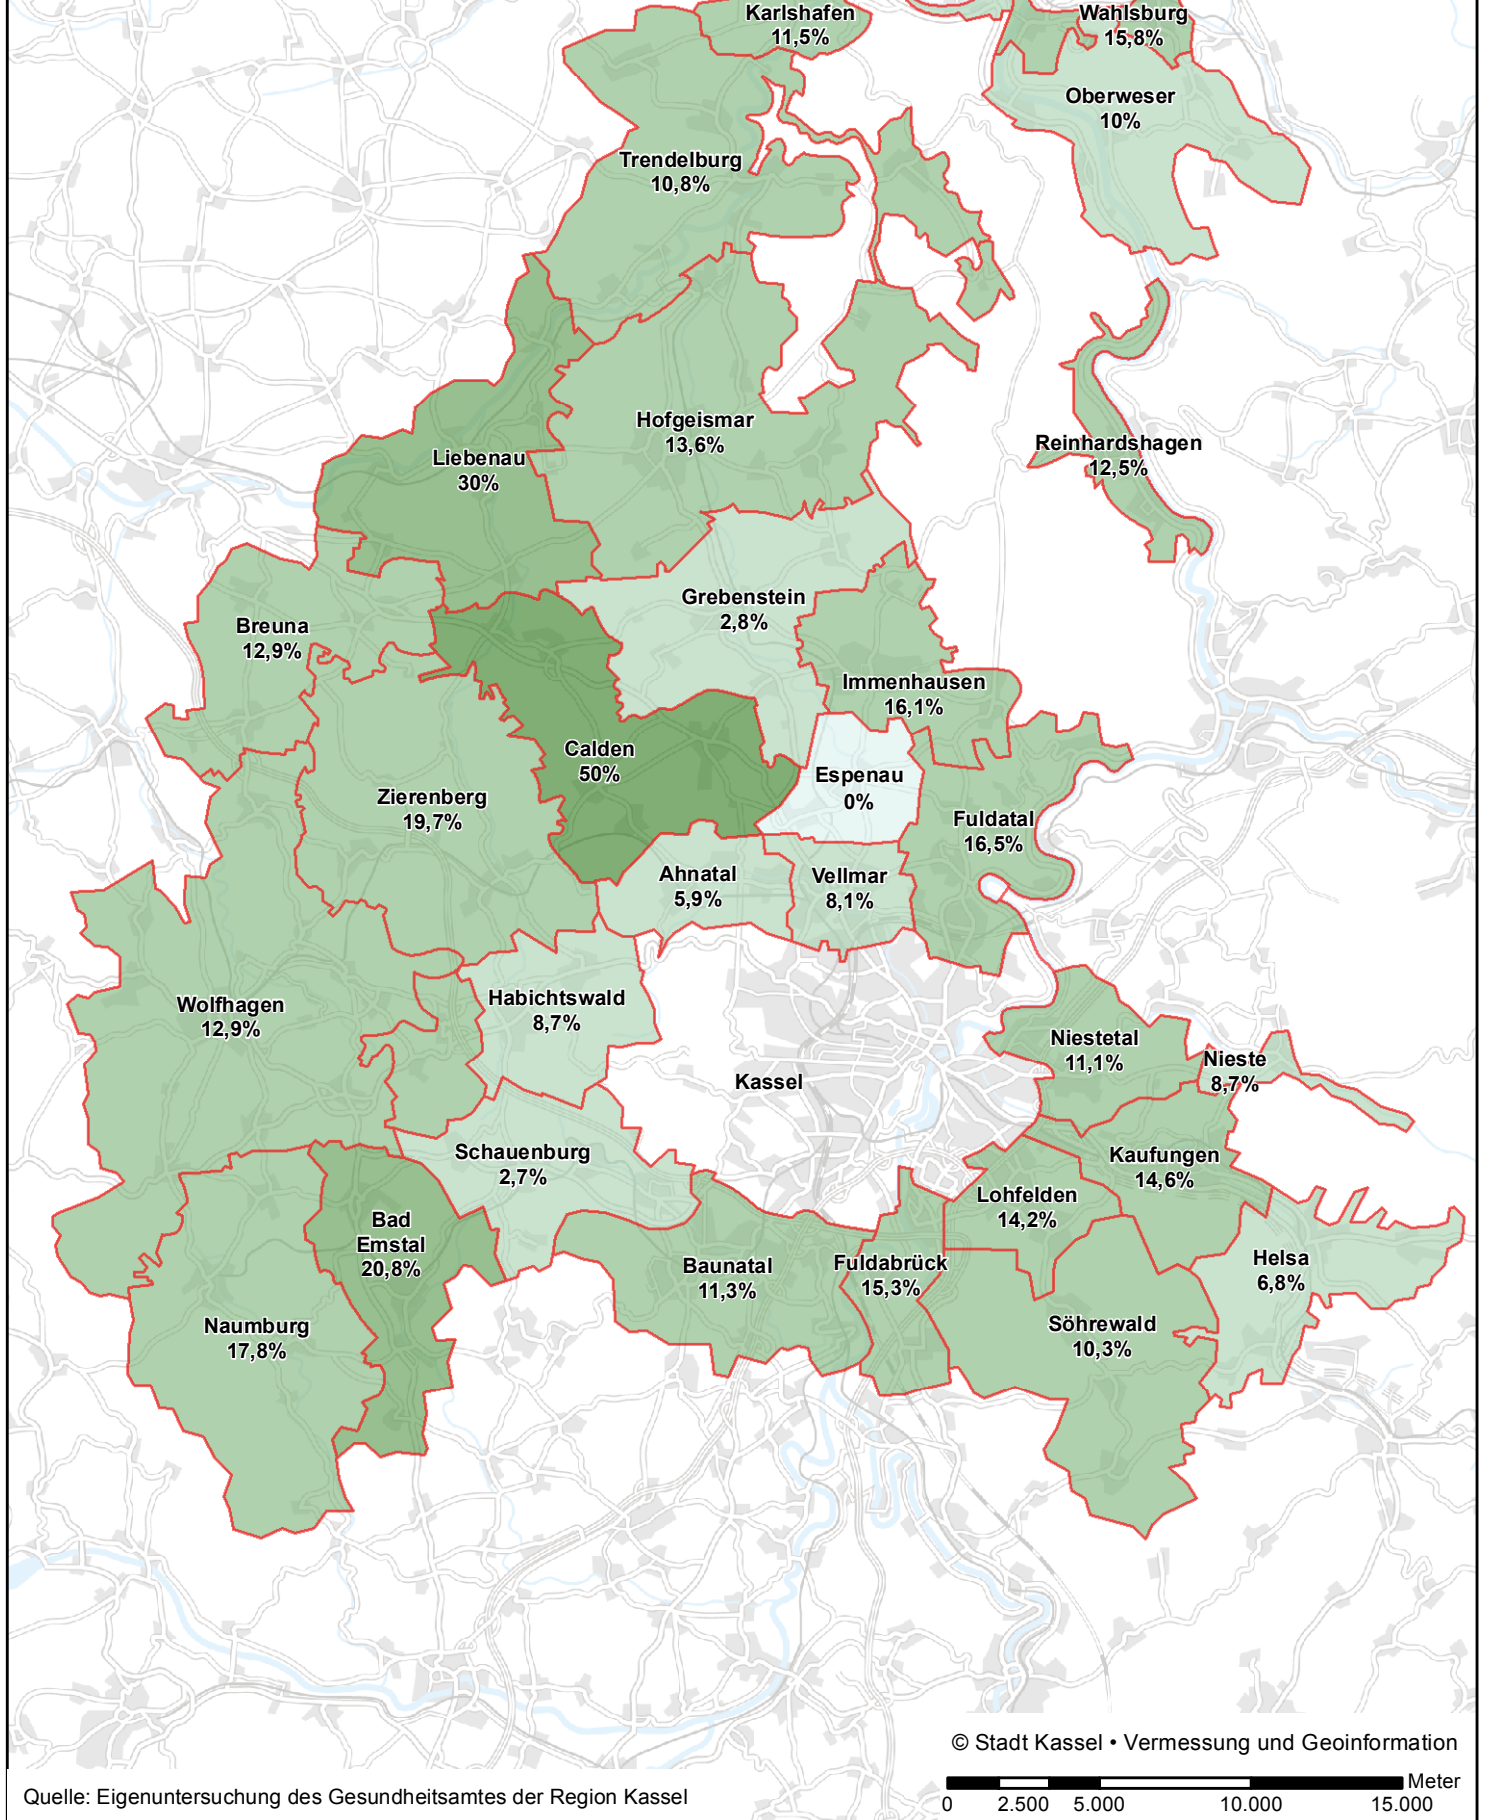 Karlshafen
11,5%
Wahlsburg
15,8%
Oberweser
10%
Trendelburg
10,8%
Hofgeismar
13,6%
Reinhardshagen
12,5%
Liebenau
30%
Grebenstein
2,8%
Breuna
12,9%
Immenhausen
16,1%
Calden
50%
Espenau
0%
Zierenberg
19,7%
Fuldatal
16,5%
Ahnatal
5,9%
Vellmar
8,1%
Habichtswald
8,7%
Wolfhagen
12,9%
Niestetal
11,1%
Nieste
8,7%
Kassel
Schauenburg
2,7%
Kaufungen
14,6%
Lohfelden
14,2%
Bad
Emstal
20,8%
Baunatal
11,3%
Fuldabrück
15,3%
Helsa
6,8%
Naumburg
17,8%
Söhrewald
10,3%
© Stadt Kassel • Vermessung und Geoinformation
Quelle: Eigenuntersuchung des Gesundheitsamtes der Region Kassel
Meter
0 2.500 5.000 10.000 15.000